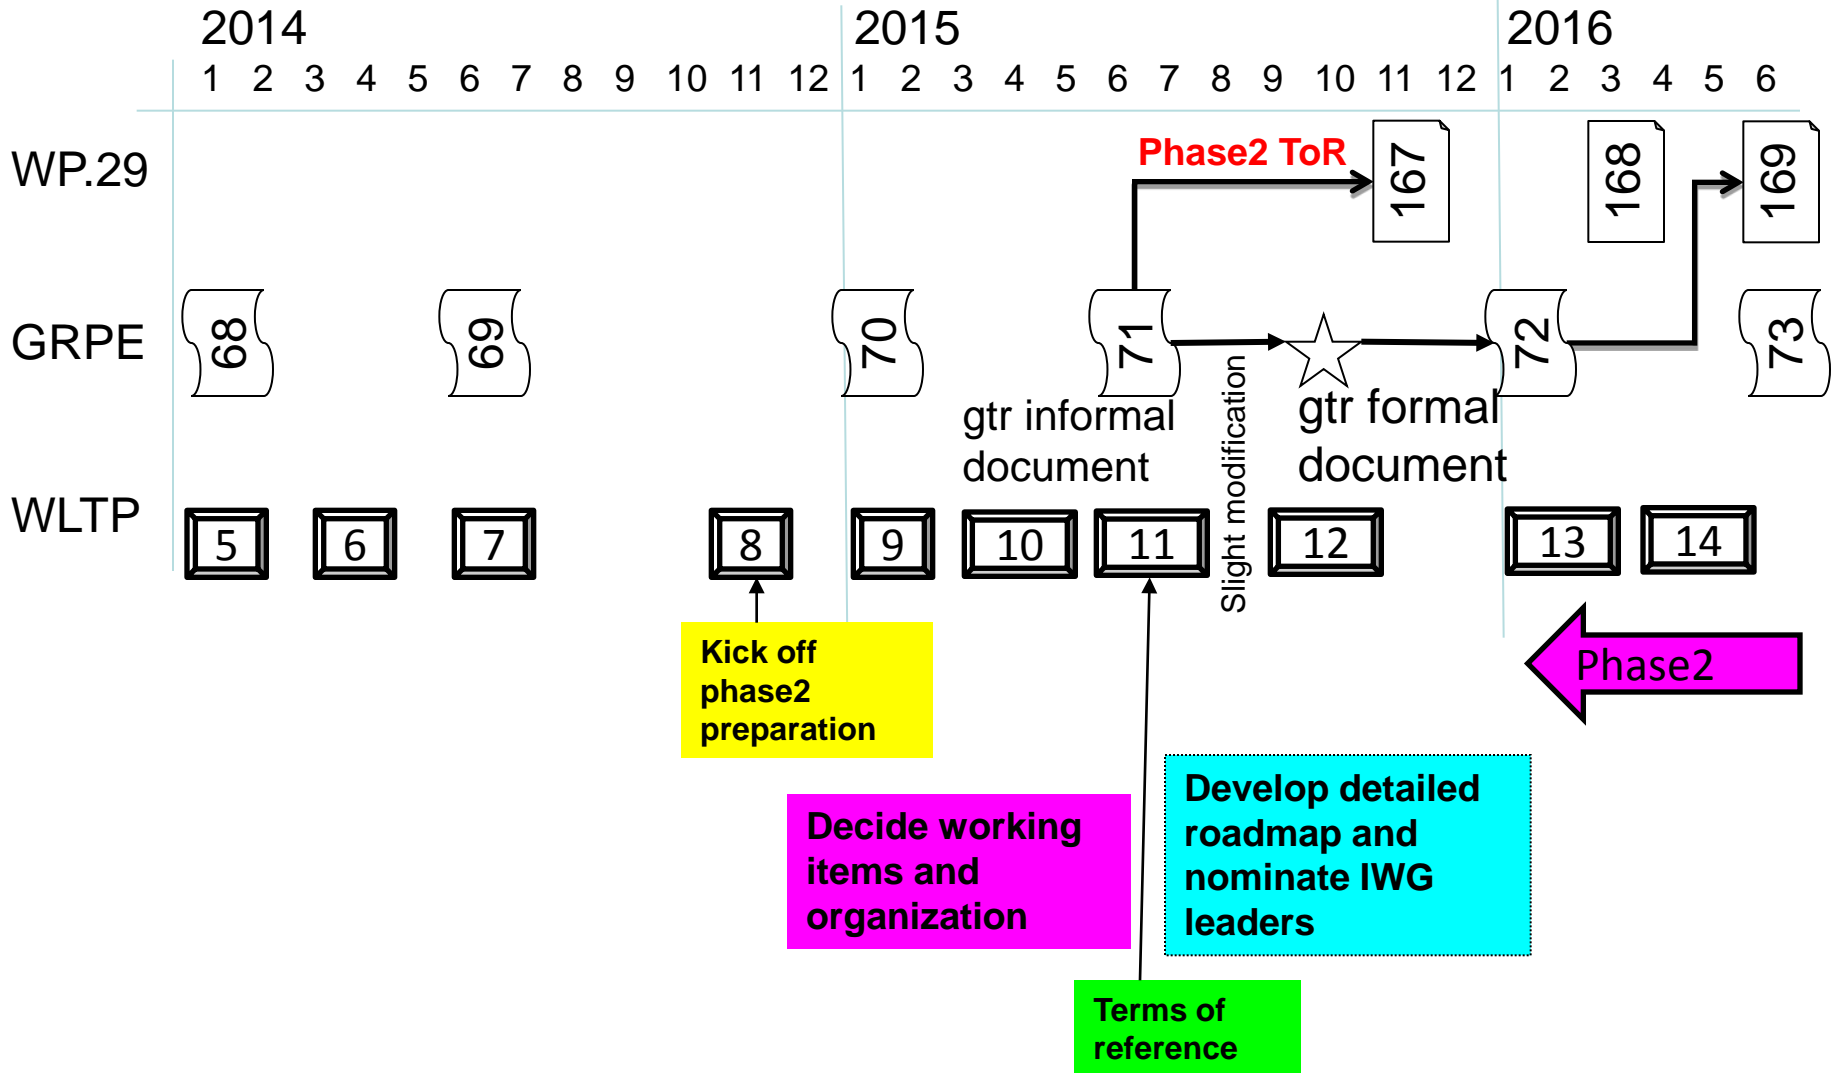 2014 2015 2016
1 2 3 4 5 6 7 8 9 10 11 12 1 2 3 4 5 6 7 8 9 10 11 12 1 2 3 4 5 6
WP.29
Phase2 ToR
167
168
169
GRPE
68
69
70
71
72
73
gtr informal
document
Slight modification
gtr formal
document
WLTP
5
6
7
8
9
10
11
12
13
14
Kick off
phase2
preparation
Phase2
Decide working
items and
organization
Develop detailed
roadmap and
nominate IWG
leaders
Terms of
reference